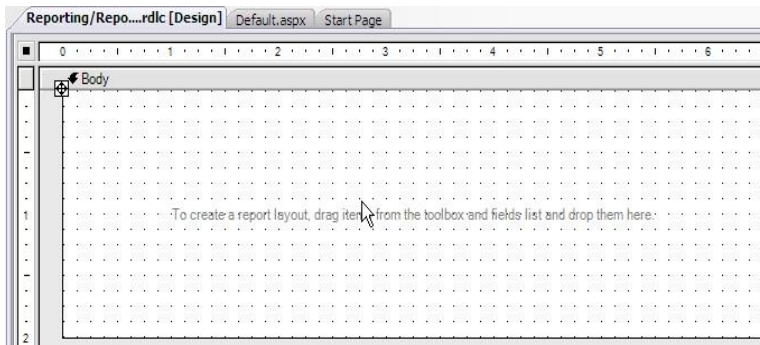 Reporting/Repo....rdlc [Design] Default.aspx Start Page
0 1 2 3 4 5 6
Body
1
To create a report layout, drag items from the toolbox and fields list and drop them here.
2